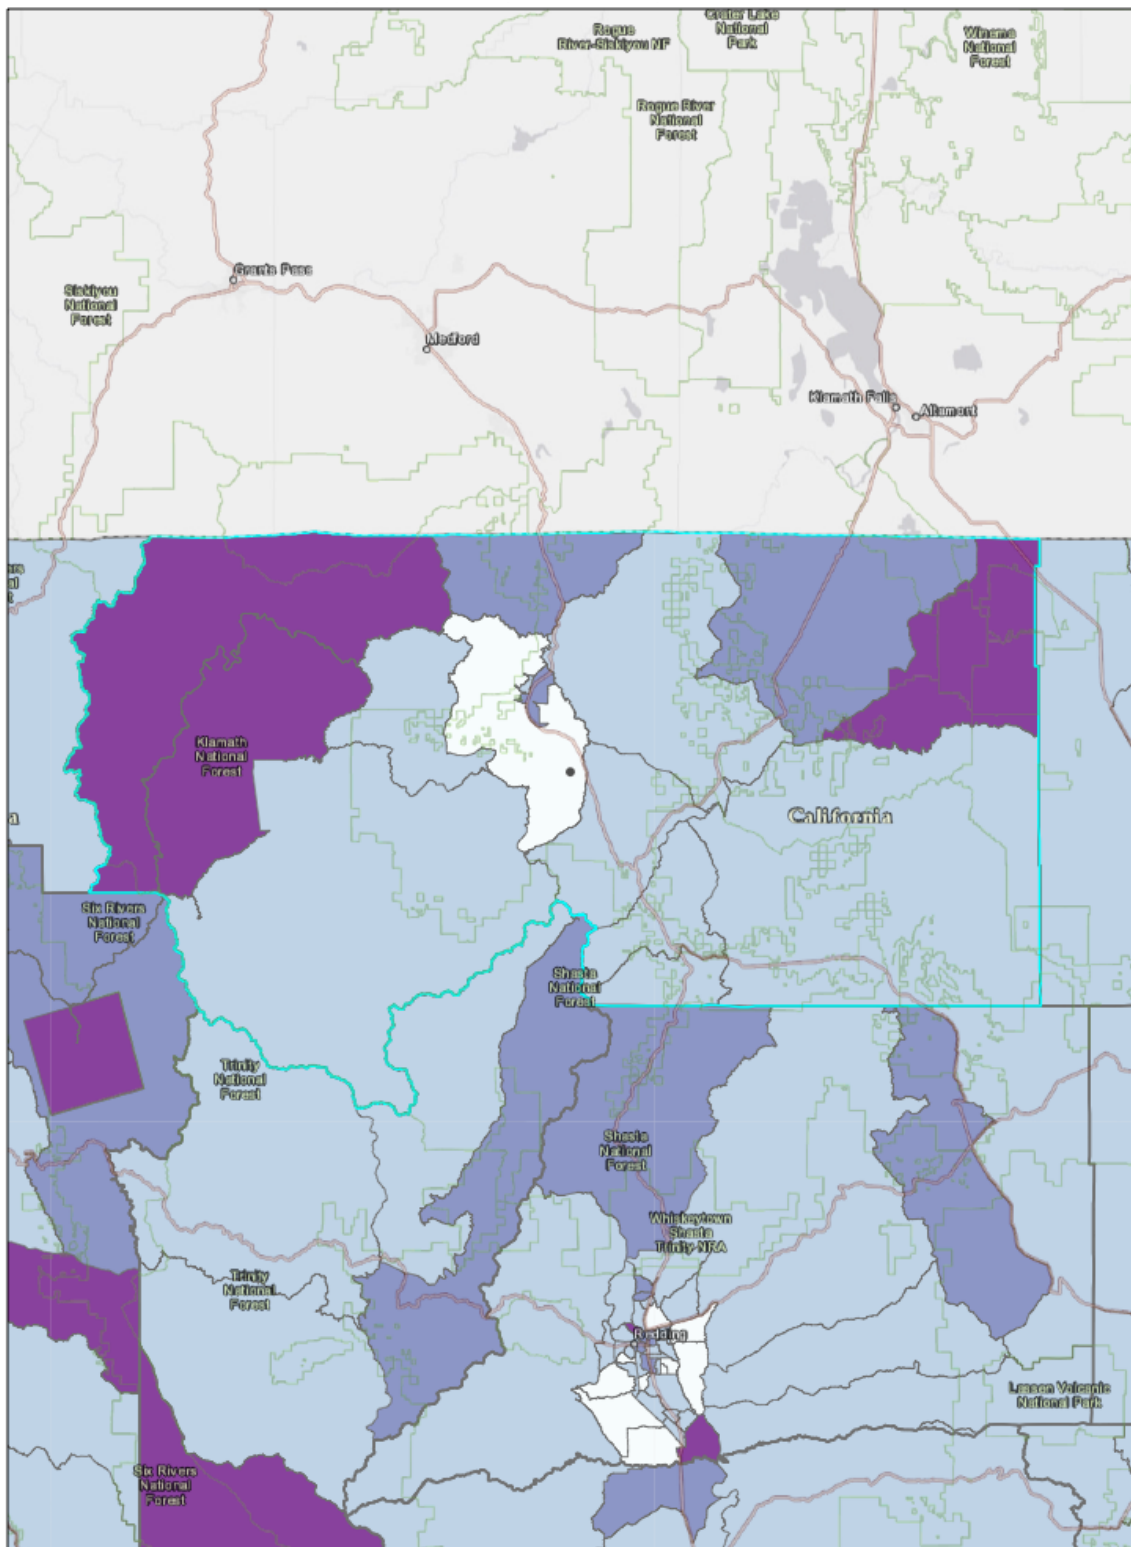 Crater Lake
National
Park
Rogue
River-Siskiyou NF
Winema
National
Forest
Rogue River
National
Forest
Grants Pass
Siskiyou
National
Forest
Medford
Klamath Falls
Altamont
Klamath
National
Forest
California
Six Rivers
National
Forest
Shasta
National
Forest
Trinity
National
Forest
Shasta
National
Forest
Whiskeytown
Shasta
Trinity NRA
Trinity
National
Forest
Redding
Lassen Volcanic
National Park
Six Rivers
National
Forest